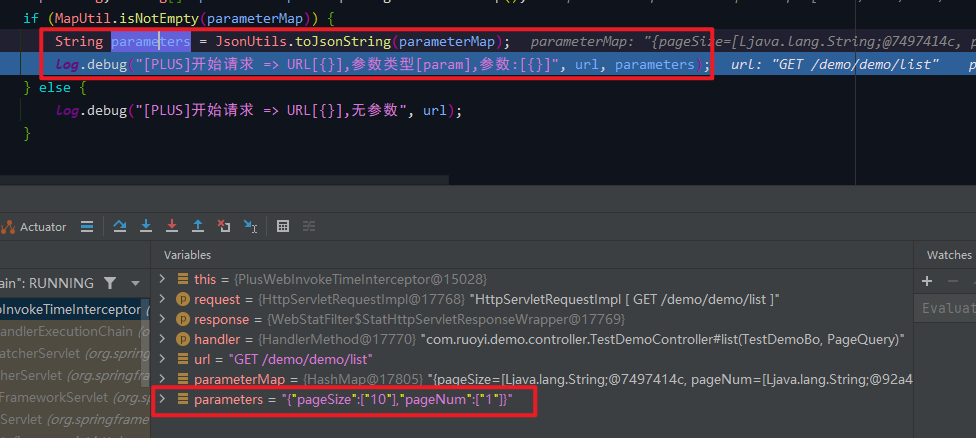 if (MapUtil.isNotEmpty(parameterMap)) {
String parameters = JsonUtils.toJsonString(parameterMap); parameterMap: "{pageSize=[Ljava.lang.String;@7497414c, p
log.debug("[PLUS]开始请求 => URL[{}],参数类型[param],参数:[{}]", url, parameters); url: "GET /demo/demo/list" p
} else {
log.debug("[PLUS]开始请求 => URL[{}],无参数", url);
}
Actuator
Variables
Watches
ain": RUNNING
this = {PlusWebInvokeTimeInterceptor@15028}
bInvokeTimeInterceptor (
request = {HttpServletRequestImpl@17768} "HttpServletRequestImpl [ GET /demo/demo/list ]"
Evaluat
andlerExecutionChain (org
response = {WebStatFilter$StatHttpServletResponseWrapper@17769}
atcherServlet (org.spring
handler = {HandlerMethod@17770} "com.ruoyi.demo.controller.TestDemoController#list(TestDemoBo, PageQuery)"
herServlet (org.springfra
url = "GET /demo/demo/list"
parameterMap = {HashMap@17805} "{pageSize=[Ljava.lang.String;@7497414c, pageNum=[Ljava.lang.String;@92a4
FrameworkServlet (org.s
parameters = "{"pageSize":["10"],"pageNum":["1"]}"
Servlet (org.springframe